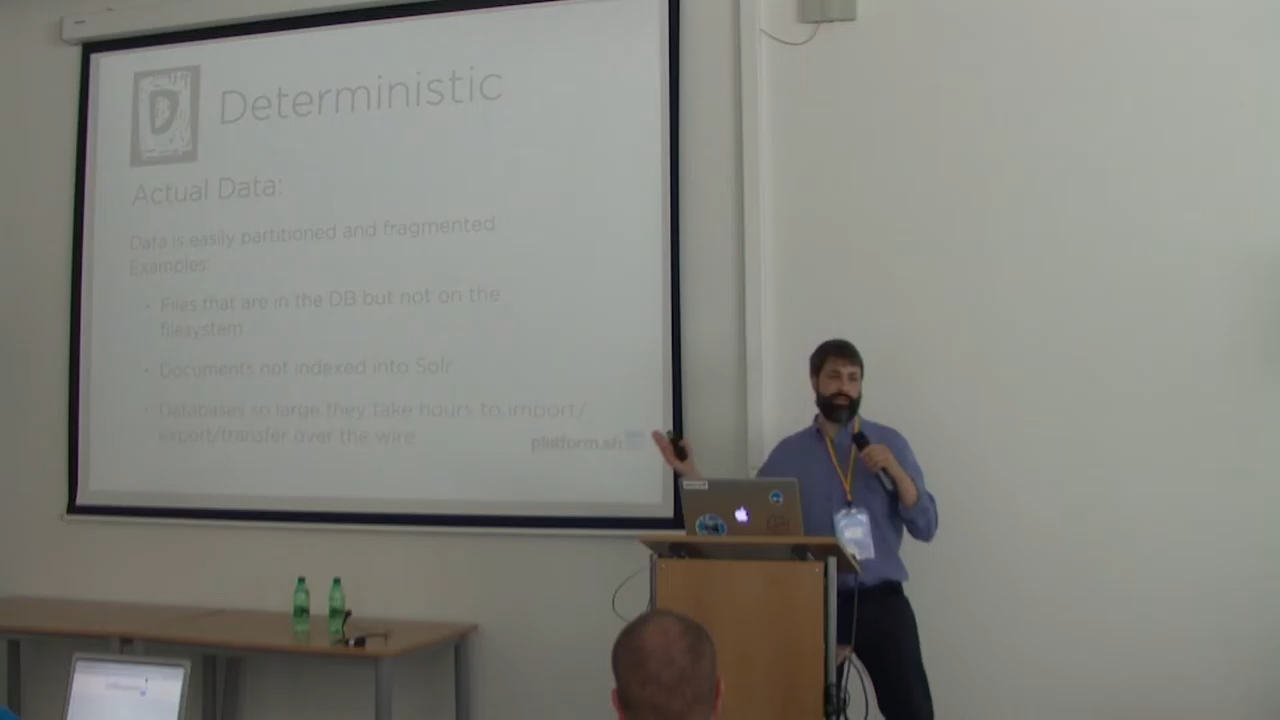 D
Deterministic
Actual Data:
Data is easily partitioned and fragmented
Examples:
• Files that are in the DB but not on the
filesystem
• Documents not indexed into Solr
Databases so large they take hours to import/
export/transfer over the wire
platform.sh